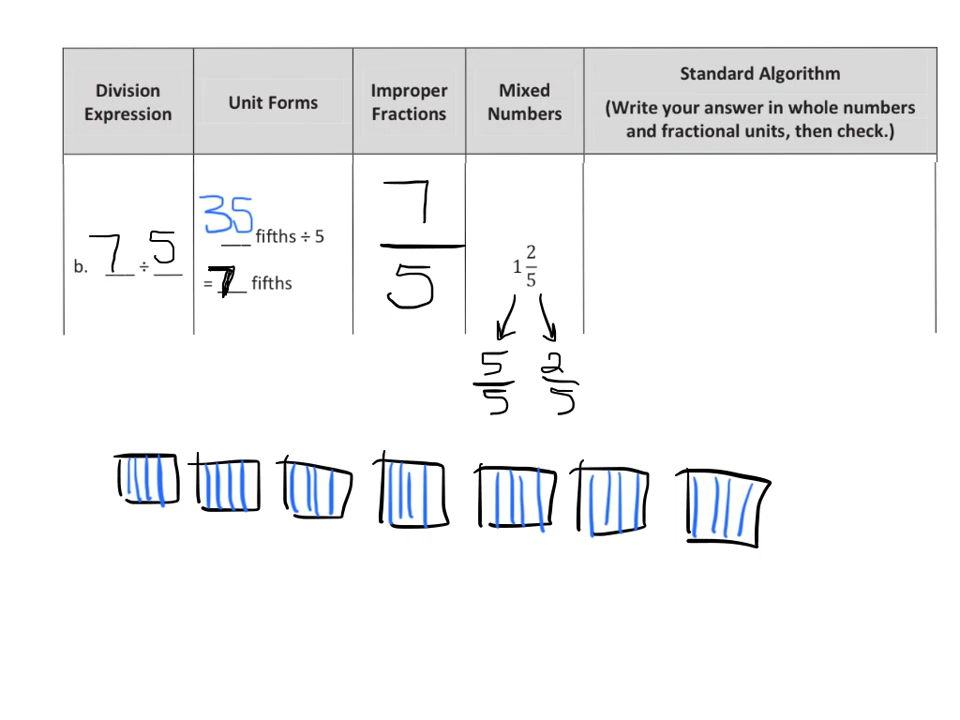 Division Expression
Unit Forms
Improper Fractions
Mixed Numbers
Standard Algorithm
(Write your answer in whole numbers and fractional units, then check.)
b. 7 ÷ 5
35 fifths ÷ 5
= 7 fifths
7
5
1 2/5
5/5 2/5